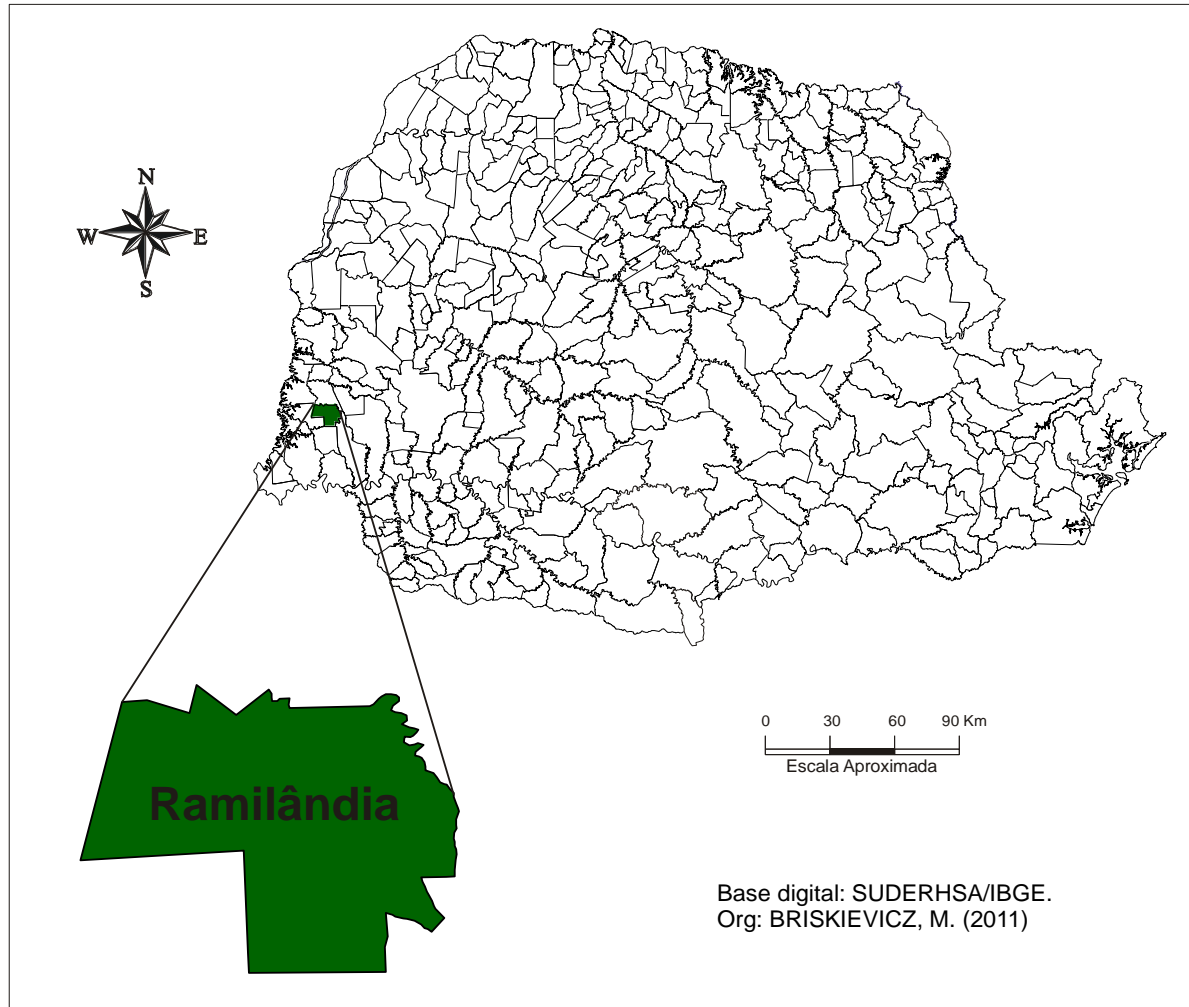 N
W E
S
0 30 60 90 Km
Escala Aproximada
Ramilândia
Base digital: SUDERHSA/IBGE.
Org: BRISKIEVICZ, M. (2011)